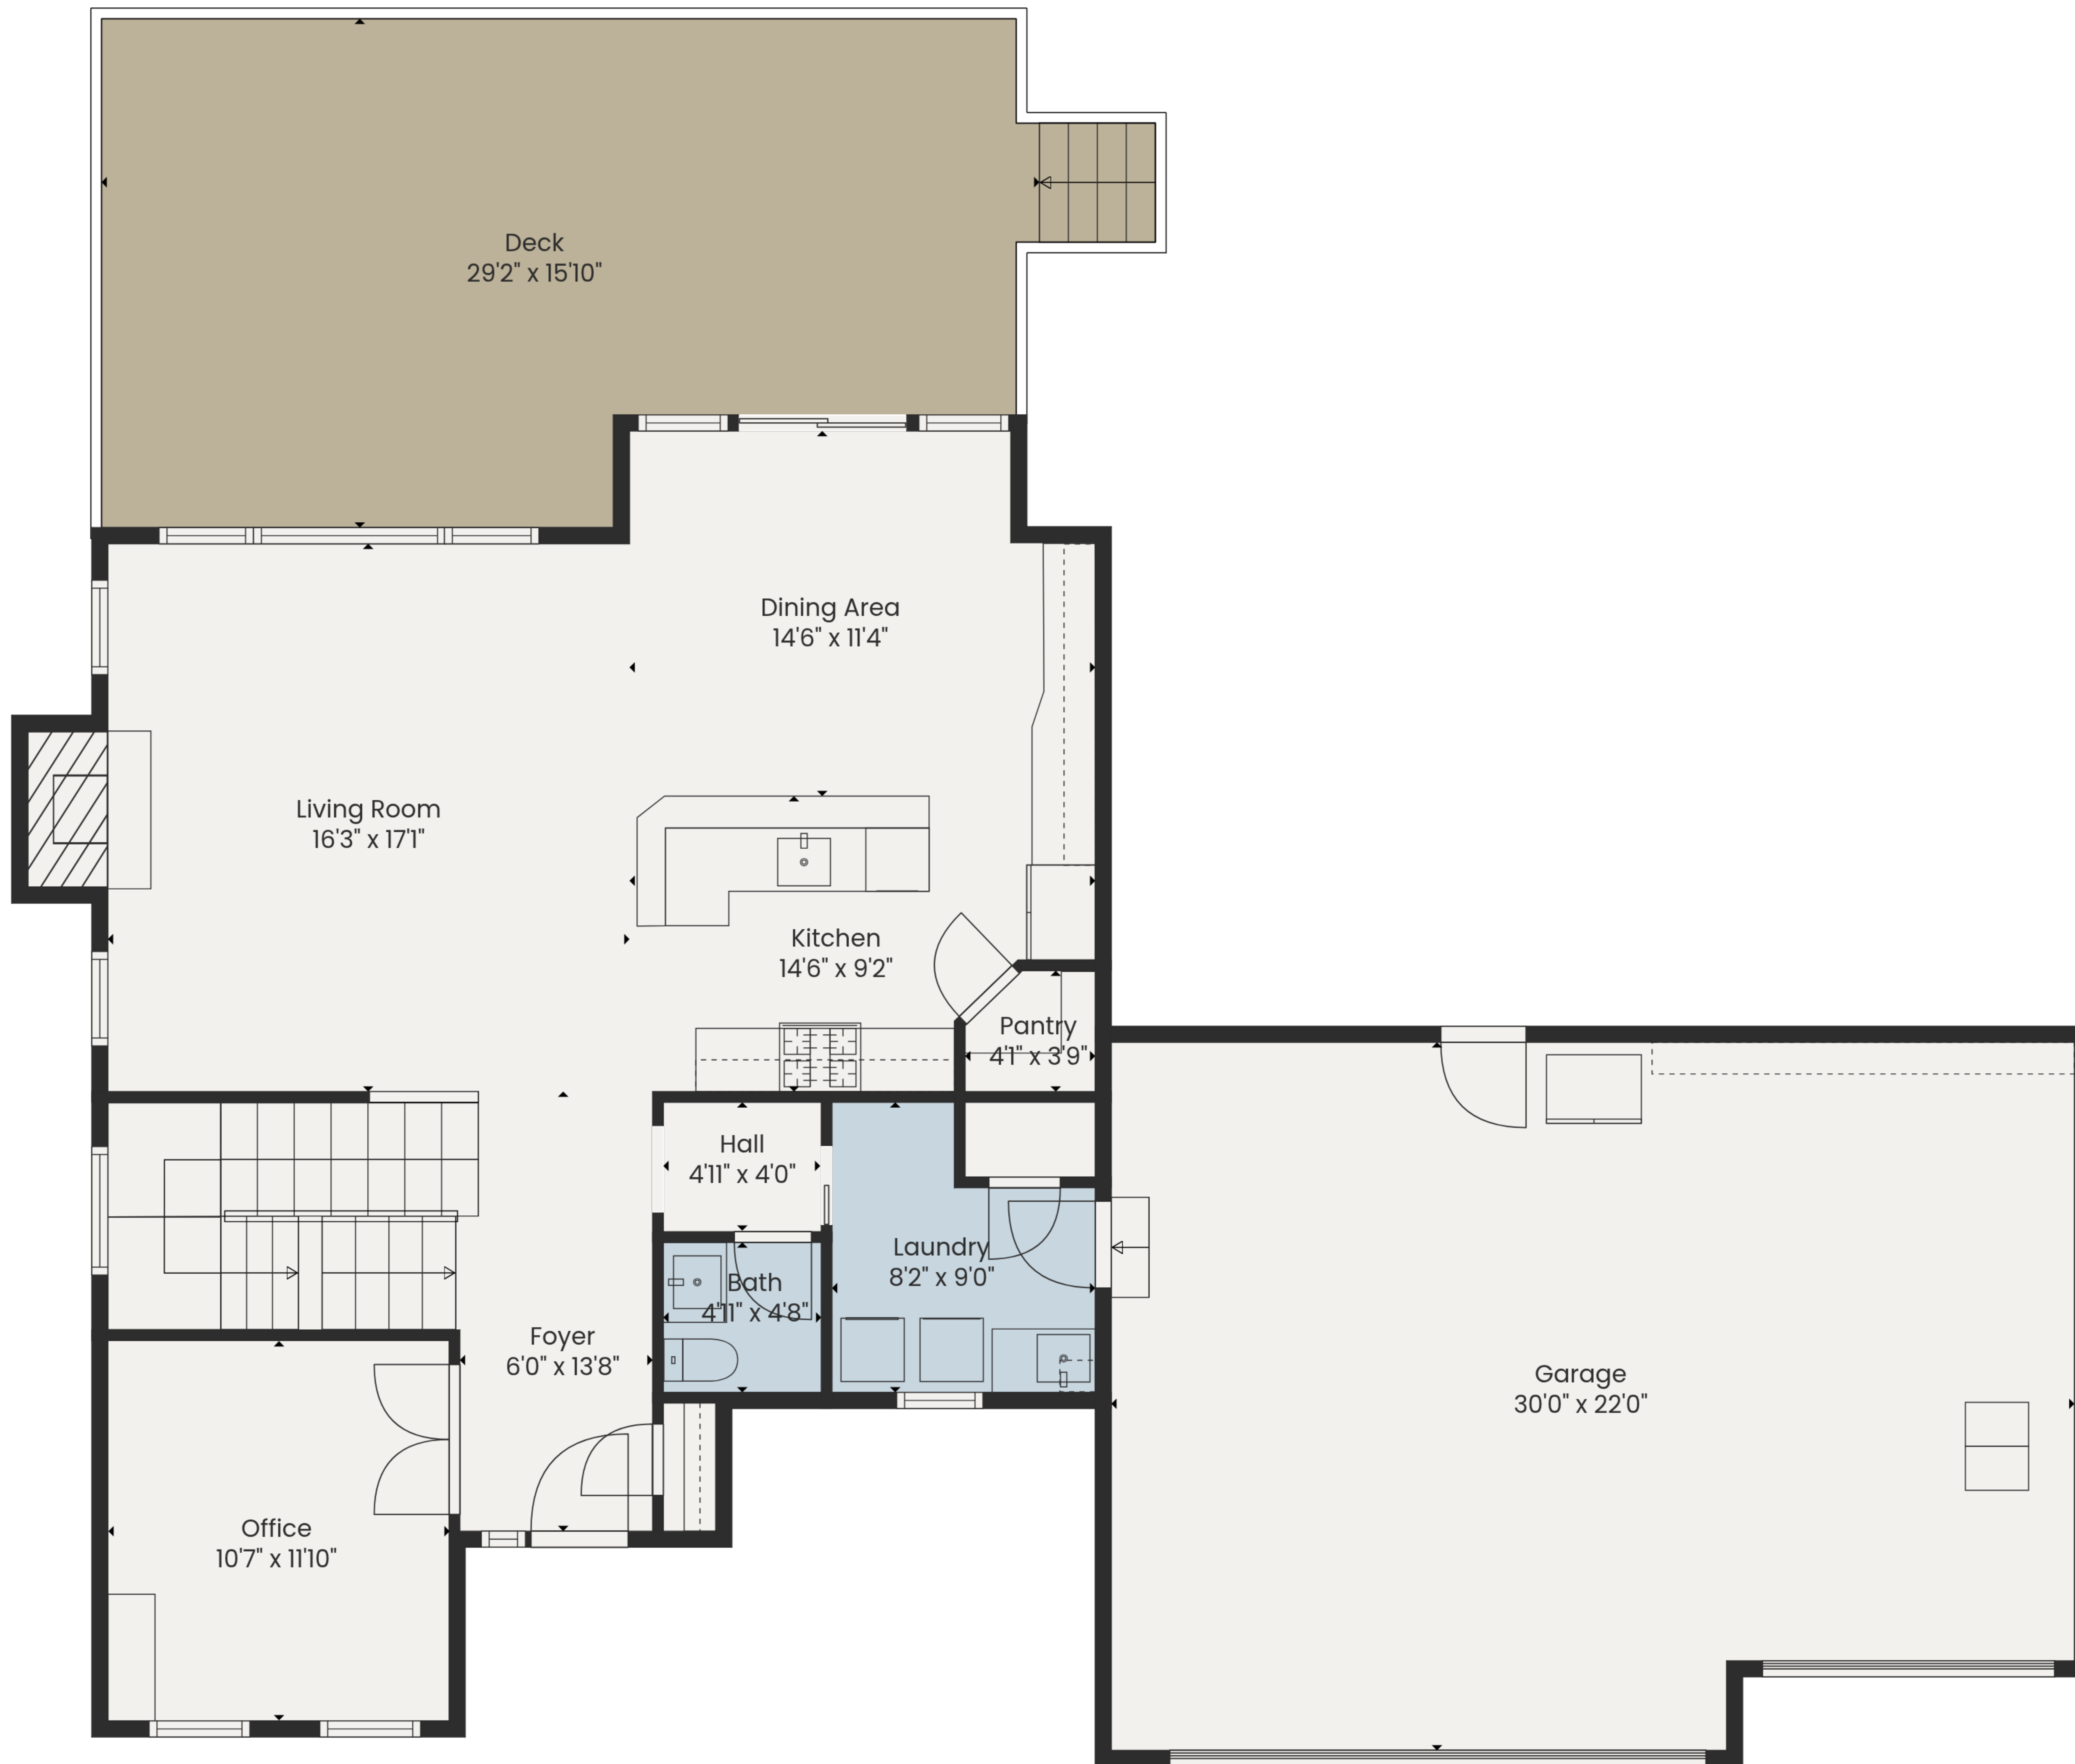 Deck
29'2" x 15'10"
Dining Area
14'6" x 11'4"
Living Room
16'3" x 17'1"
Kitchen
14'6" x 9'2"
Pantry
4'1" x 3'9"
Hall
4'11" x 4'0"
Laundry
8'2" x 9'0"
Bath
4'11" x 4'8"
Foyer
6'0" x 13'8"
Garage
30'0" x 22'0"
Office
10'7" x 11'10"